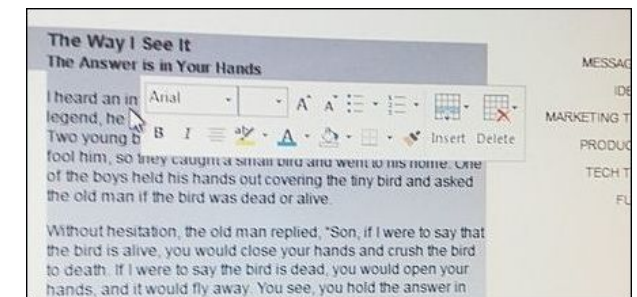 The Way I See It
The Answer is in Your Hands
I heard an in
legend, he
Two young b
fool him, so they caught a small bird and went to his home. One
of the boys held his hands out covering the tiny bird and asked
the old man if the bird was dead or alive.
Without hesitation, the old man replied, "Son, if I were to say that
the bird is alive, you would close your hands and crush the bird
to death. If I were to say the bird is dead, you would open your
hands, and it would fly away. You see, you hold the answer in
Arial
A A
B I A Insert Delete
MESSAG
IDE
MARKETING T
PRODUC
TECH T
FU